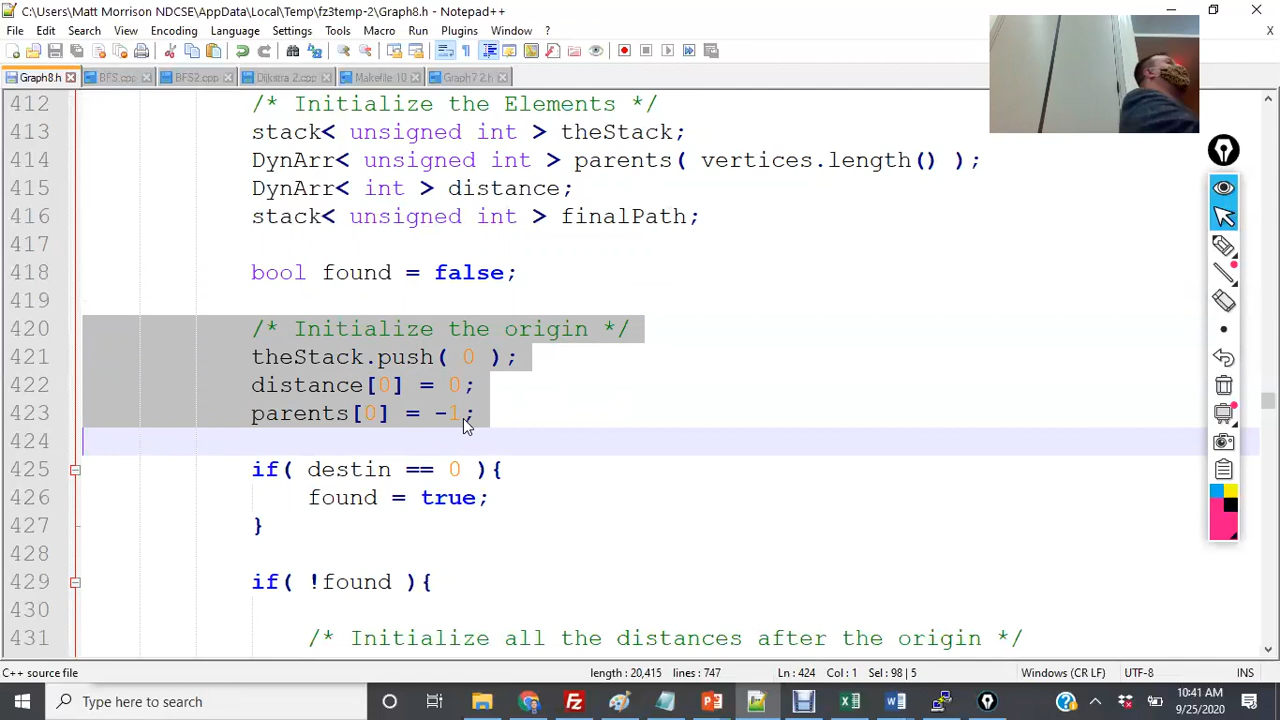 C:\Users\Matt Morrison NDCSE\AppData\Local\Temp\fz3temp-2\Graph8.h - Notepad++
File Edit Search View Encoding Language Settings Tools Macro Run Plugins Window ? X
Graph8.h BFS.cpp BFS2.cpp Dijkstra 2.cpp Makefile 10 Graph7 2.h
412 /* Initialize the Elements */
413 stack< unsigned int > theStack;
414 DynArr< unsigned int > parents( vertices.length() );
415 DynArr< int > distance;
416 stack< unsigned int > finalPath;
417
418 bool found = false;
419
420 /* Initialize the origin */
421 theStack.push( 0 );
422 distance[0] = 0;
423 parents[0] = -1;
424
425 if( destin == 0 ){
426 found = true;
427 }
428
429 if( !found ){
430
431 /* Initialize all the distances after the origin */
C++ source file length : 20,415 lines : 747 Ln : 424 Col : 1 Sel : 98 | 5 Windows (CR LF) UTF-8 INS
Type here to search 10:41 AM
9/25/2020